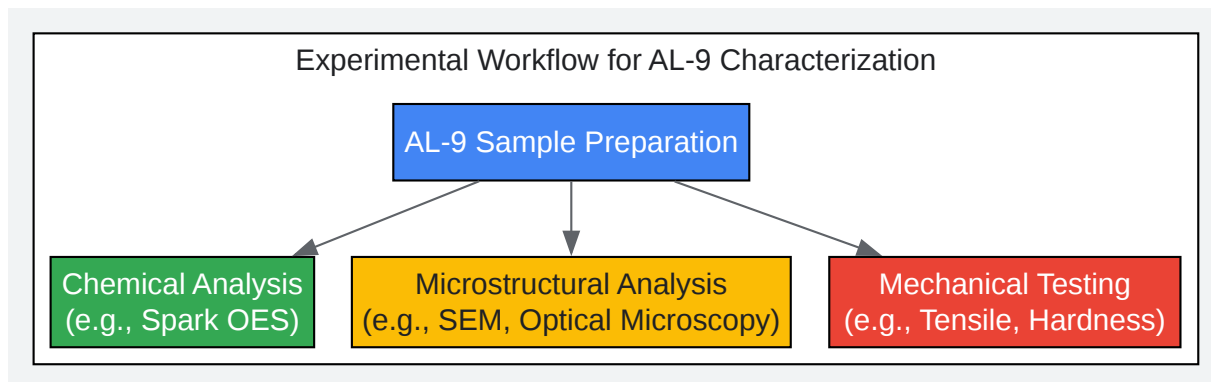 Experimental Workflow for AL-9 Characterization
AL-9 Sample Preparation
Chemical Analysis
(e.g., Spark OES)
Microstructural Analysis
(e.g., SEM, Optical Microscopy)
Mechanical Testing
(e.g., Tensile, Hardness)